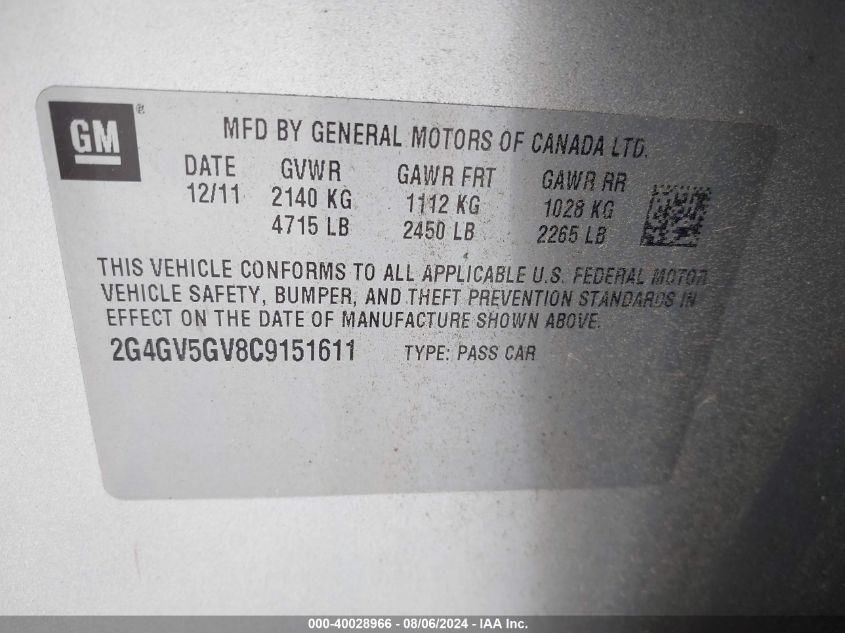 GM ®
MFD BY GENERAL MOTORS OF CANADA LTD.
DATE GVWR GAWR FRT GAWR RR
12/11 2140 KG 1112 KG 1028 KG
4715 LB 2450 LB 2265 LB
THIS VEHICLE CONFORMS TO ALL APPLICABLE U.S. FEDERAL MOTOR
VEHICLE SAFETY, BUMPER, AND THEFT PREVENTION STANDARDS IN
EFFECT ON THE DATE OF MANUFACTURE SHOWN ABOVE.
2G4GV5GV8C9151611 TYPE: PASS CAR
000-40028966 - 08/06/2024 - IAA Inc.